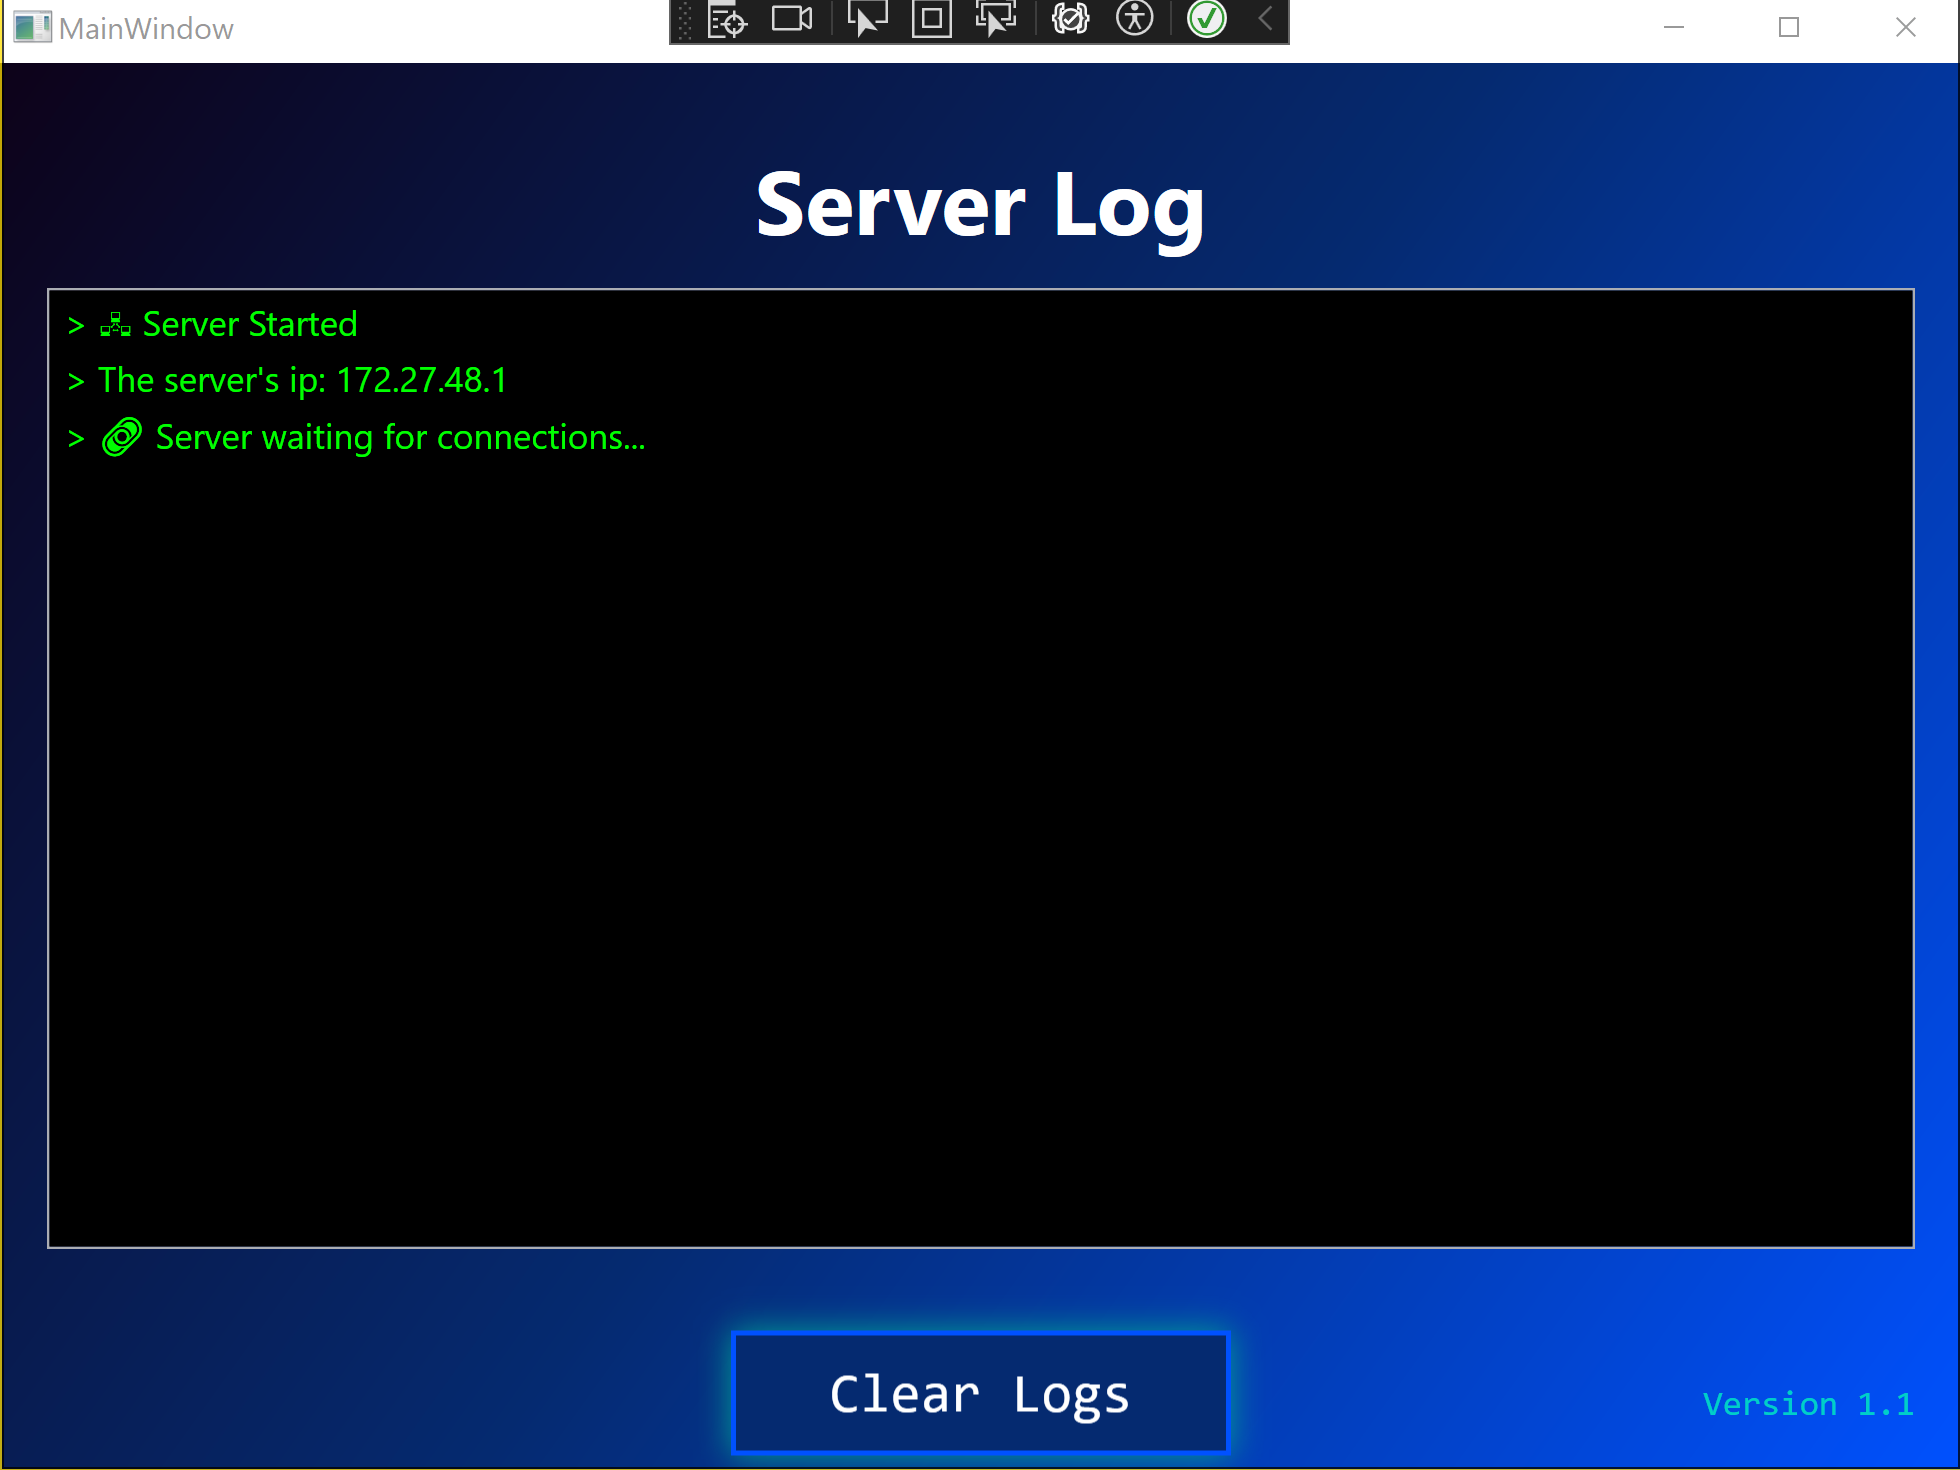 MainWindow
Server Log
> 🖧 Server Started
> The server's ip: 172.27.48.1
> 🔗 Server waiting for connections...
Clear Logs
Version 1.1